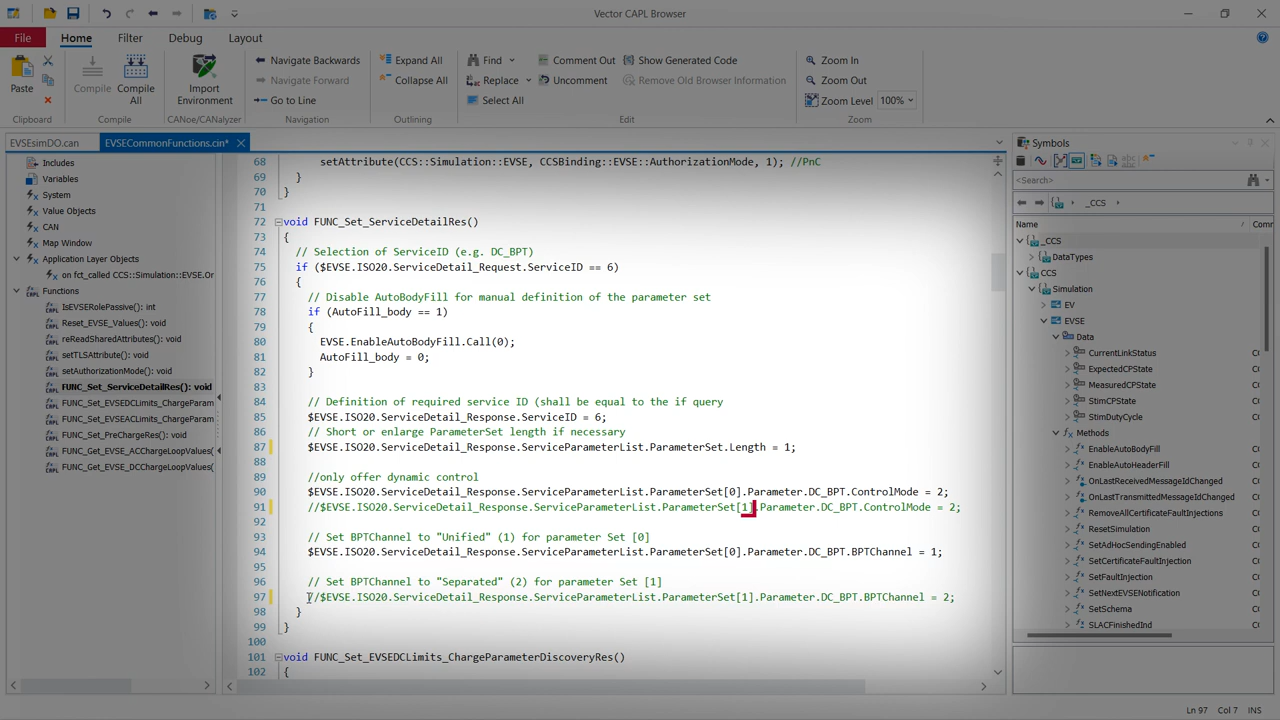 Vector CAPL Browser
File Home Filter Debug Layout
Paste
Clipboard
Compile
Compile All
Compile
Import Environment
CANoe/CANalyzer
Navigate Backwards
Navigate Forward
Go to Line
Navigation
Expand All
Collapse All
Outlining
Find
Replace
Select All
Comment Out
Uncomment
Show Generated Code
Remove Old Browser Information
Edit
Zoom In
Zoom Out
Zoom Level 100%
Zoom
EVSEsimDO.can EVSECommonFunctions.cin*
Includes
Variables
System
Value Objects
CAN
Map Window
Application Layer Objects
on fct_called CCS::Simulation::EVSE.Or
Functions
IsEVSERolePassive(): int
Reset_EVSE_Values(): void
reReadSharedAttributes(): void
setTLSAttribute(): void
setAuthorizationMode(): void
FUNC_Set_ServiceDetailRes(): void
FUNC_Set_EVSEDCLimits_ChargeParam
FUNC_Set_EVSEACLimits_ChargeParam
FUNC_Set_PreChargeRes(): void
FUNC_Get_EVSE_ACChargeLoopValues(
FUNC_Get_EVSE_DCChargeLoopValues(
68 setAttribute(CCS::Simulation::EVSE, CCSBinding::EVSE::AuthorizationMode, 1); //PnC
69 }
70 }
71
72 void FUNC_Set_ServiceDetailRes()
73 {
74 // Selection of ServiceID (e.g. DC_BPT)
75 if ($EVSE.ISO20.ServiceDetail_Request.ServiceID == 6)
76 {
77 // Disable AutoBodyFill for manual definition of the parameter set
78 if (AutoFill_body == 1)
79 {
80 EVSE.EnableAutoBodyFill.Call(0);
81 AutoFill_body = 0;
82 }
83
84 // Definition of required service ID (shall be equal to the if query
85 $EVSE.ISO20.ServiceDetail_Response.ServiceID = 6;
86 // Short or enlarge ParameterSet length if necessary
87 $EVSE.ISO20.ServiceDetail_Response.ServiceParameterList.ParameterSet.Length = 1;
88
89 //only offer dynamic control
90 $EVSE.ISO20.ServiceDetail_Response.ServiceParameterList.ParameterSet[0].Parameter.DC_BPT.ControlMode = 2;
91 //$EVSE.ISO20.ServiceDetail_Response.ServiceParameterList.ParameterSet[1].Parameter.DC_BPT.ControlMode = 2;
92
93 // Set BPTChannel to "Unified" (1) for parameter Set [0]
94 $EVSE.ISO20.ServiceDetail_Response.ServiceParameterList.ParameterSet[0].Parameter.DC_BPT.BPTChannel = 1;
95
96 // Set BPTChannel to "Separated" (2) for parameter Set [1]
97 //$EVSE.ISO20.ServiceDetail_Response.ServiceParameterList.ParameterSet[1].Parameter.DC_BPT.BPTChannel = 2;
98 }
99 }
100
101 void FUNC_Set_EVSEDCLimits_ChargeParameterDiscoveryRes()
102 {
Symbols
<Search>
_CCS
Name Comr
_CCS
DataTypes
CCS
Simulation
EV
EVSE
Data
CurrentLinkStatus
ExpectedCPState
MeasuredCPState
StimCPState
StimDutyCycle
Methods
EnableAutoBodyFill
EnableAutoHeaderFill
OnLastReceivedMessageIdChanged
OnLastTransmittedMessageIdChanged
RemoveAllCertificateFaultInjections
ResetSimulation
SetAdHocSendingEnabled
SetCertificateFaultInjection
SetFaultInjection
SetNextEVSENotification
SetSchema
SLACFinishedInd
Ln 97 Col 7 INS